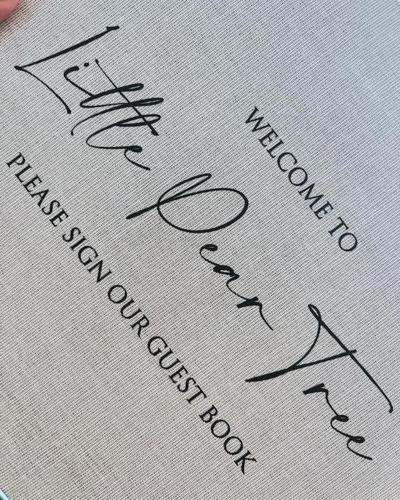 WELCOME TO
Little Pear Tree
PLEASE SIGN OUR GUEST BOOK